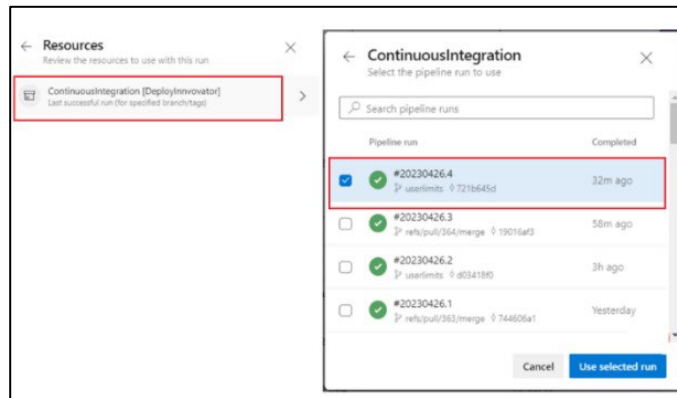 Resources
Review the resources to use with this run
ContinuousIntegration [DeployInnvovator]
Last successful run (for specified branch/tags)
ContinuousIntegration
Select the pipeline run to use
Search pipeline runs
Pipeline run Completed
#20230426.4
userlimits 721b645d 32m ago
#20230426.3
refs/pull/364/merge 19016af3 58m ago
#20230426.2
userlimits d03418f0 3h ago
#20230426.1
refs/pull/363/merge 744606a1 Yesterday
Cancel Use selected run